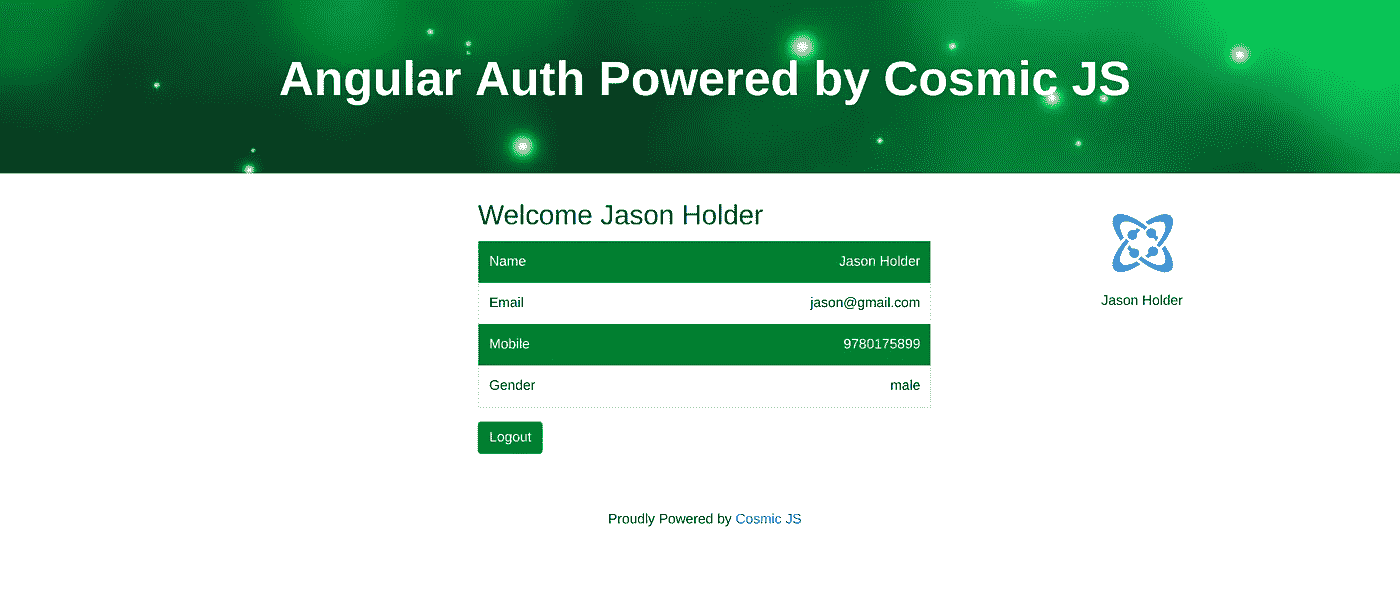 Angular Auth Powered by Cosmic JS
Welcome Jason Holder
Name Jason Holder
Email jason@gmail.com
Mobile 9780175899
Gender male
Logout
Jason Holder
Proudly Powered by Cosmic JS